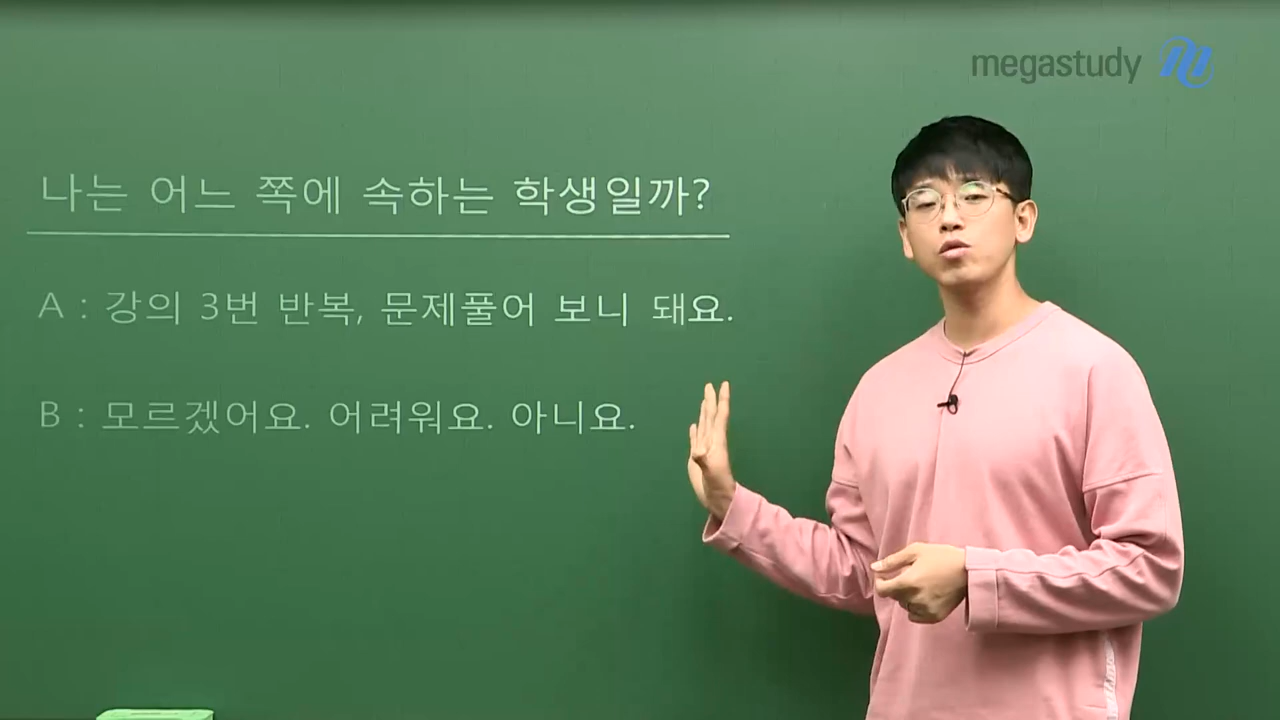 megastudy
나는 어느 쪽에 속하는 학생일까?
A : 강의 3번 반복, 문제풀어 보니 돼요.
B : 모르겠어요. 어려워요. 아니요.